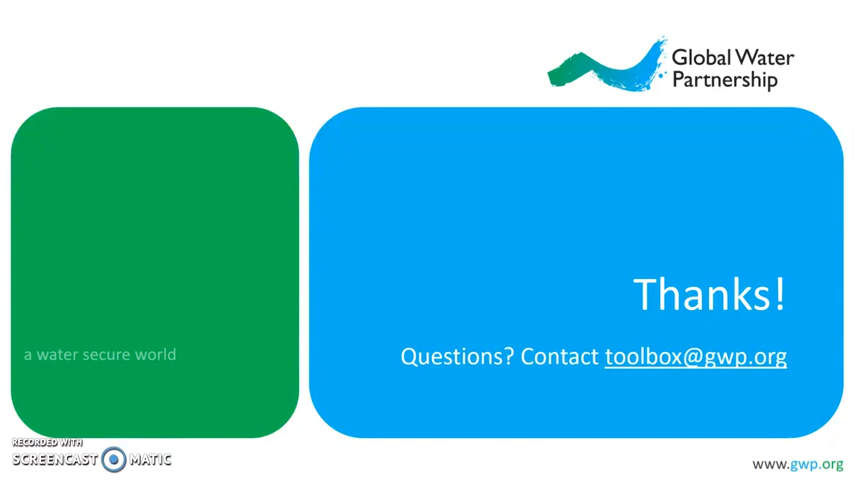 Global Water
Partnership
Thanks!
a water secure world
Questions? Contact toolbox@gwp.org
RECORDED WITH
SCREENCAST MATIC
www.gwp.org